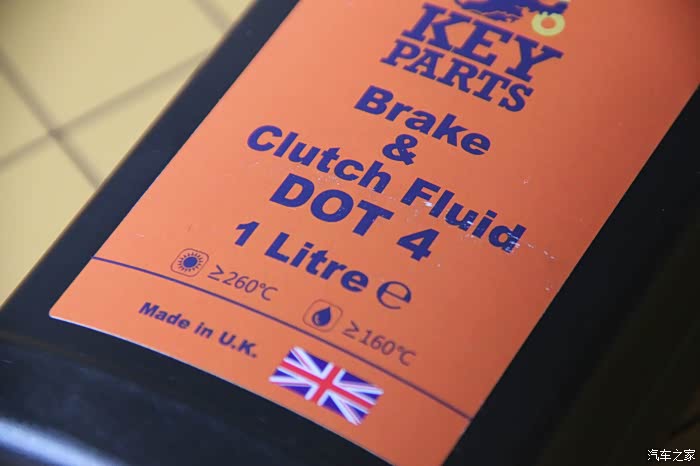 KEY
PARTS
Brake
&
Clutch Fluid
DOT 4
1 Litre ℮
≥260℃
≥160℃
Made in U.K.
汽车之家